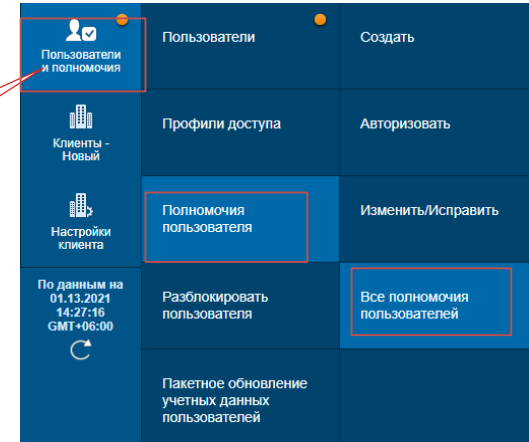 Пользователи
и полномочия
Клиенты -
Новый
Настройки
клиента
По данным на
01.13.2021
14:27:16
GMT+06:00
Пользователи
Профили доступа
Полномочия
пользователя
Разблокировать
пользователя
Пакетное обновление
учетных данных
пользователей
Создать
Авторизовать
Изменить/Исправить
Все полномочия
пользователей